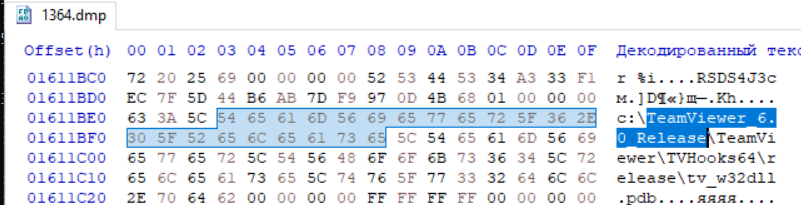 1364.dmp
Offset(h) 00 01 02 03 04 05 06 07 08 09 0A 0B 0C 0D 0E 0F Декодированный текс
01611BC0 72 20 25 69 00 00 00 00 52 53 44 53 34 A3 33 F1 r %i....RSDS4Ј3с
01611BD0 EC 7F 5D 44 B6 AB 7D F9 97 0D 4B 68 01 00 00 00 м.]D¶«}щ—.Kh....
01611BE0 63 3A 5C 54 65 61 6D 56 69 65 77 65 72 5F 36 2E c:\TeamViewer_6.
01611BF0 30 5F 52 65 6C 65 61 73 65 5C 54 65 61 6D 56 69 0_Release\TeamVi
01611C00 65 77 65 72 5C 54 56 48 6F 6F 6B 73 36 34 5C 72 ewer\TVHooks64\r
01611C10 65 6C 65 61 73 65 5C 74 76 5F 77 33 32 64 6C 6C elease\tv_w32dll
01611C20 2E 70 64 62 00 00 00 00 FF FF FF FF 00 00 00 00 .pdb....яяяя....